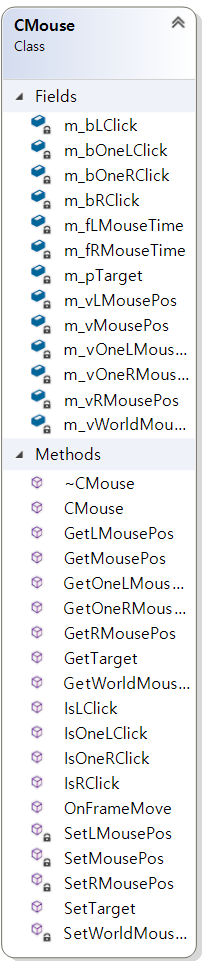 CMouse
Class
Fields
m_bLClick
m_bOneLClick
m_bOneRClick
m_bRClick
m_fLMouseTime
m_fRMouseTime
m_pTarget
m_vLMousePos
m_vMousePos
m_vOneLMous...
m_vOneRMous...
m_vRMousePos
m_vWorldMou...
Methods
~CMouse
CMouse
GetLMousePos
GetMousePos
GetOneLMous...
GetOneRMous...
GetRMousePos
GetTarget
GetWorldMous...
IsLClick
IsOneLClick
IsOneRClick
IsRClick
OnFrameMove
SetLMousePos
SetMousePos
SetRMousePos
SetTarget
SetWorldMous...